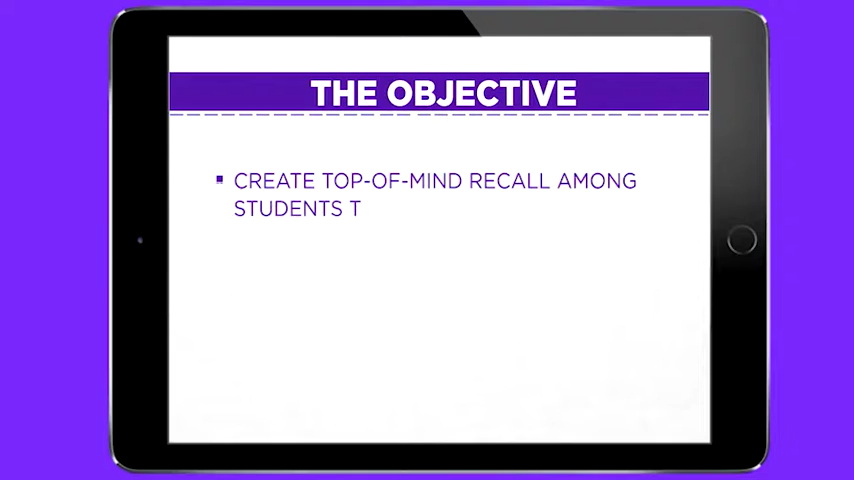 THE OBJECTIVE
CREATE TOP-OF-MIND RECALL AMONG
STUDENTS T